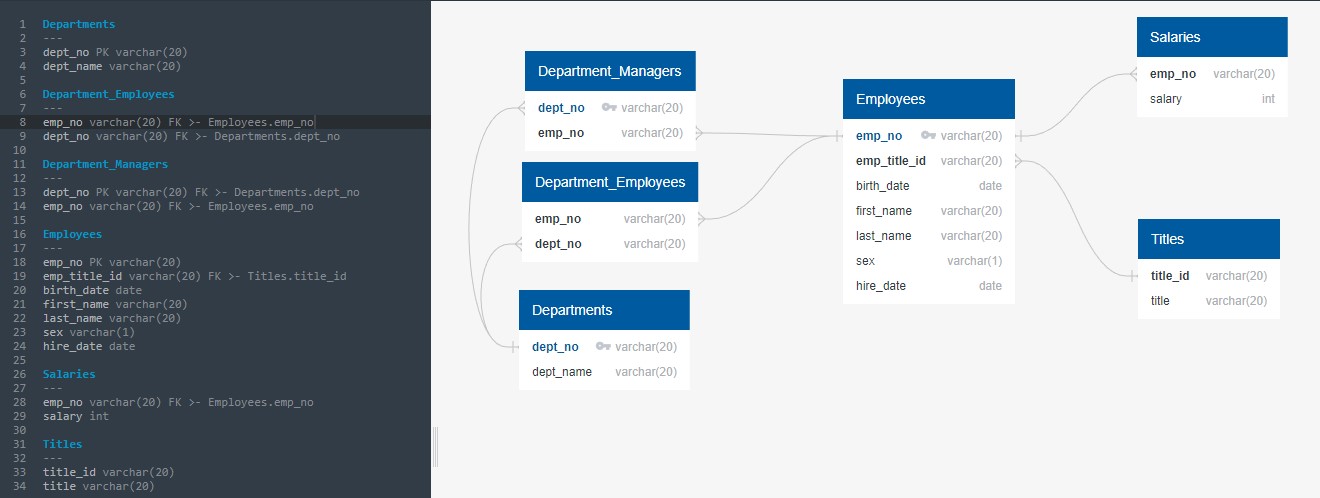 1 Departments
2 ---
3 dept_no PK varchar(20)
4 dept_name varchar(20)
5
6 Department_Employees
7 ---
8 emp_no varchar(20) FK >- Employees.emp_no
9 dept_no varchar(20) FK >- Departments.dept_no
10
11 Department_Managers
12 ---
13 dept_no PK varchar(20) FK >- Departments.dept_no
14 emp_no varchar(20) FK >- Employees.emp_no
15
16 Employees
17 ---
18 emp_no PK varchar(20)
19 emp_title_id varchar(20) FK >- Titles.title_id
20 birth_date date
21 first_name varchar(20)
22 last_name varchar(20)
23 sex varchar(1)
24 hire_date date
25
26 Salaries
27 ---
28 emp_no varchar(20) FK >- Employees.emp_no
29 salary int
30
31 Titles
32 ---
33 title_id varchar(20)
34 title varchar(20)
Department_Managers
dept_no varchar(20)
emp_no varchar(20)
Department_Employees
emp_no varchar(20)
dept_no varchar(20)
Departments
dept_no varchar(20)
dept_name varchar(20)
Employees
emp_no varchar(20)
emp_title_id varchar(20)
birth_date date
first_name varchar(20)
last_name varchar(20)
sex varchar(1)
hire_date date
Salaries
emp_no varchar(20)
salary int
Titles
title_id varchar(20)
title varchar(20)